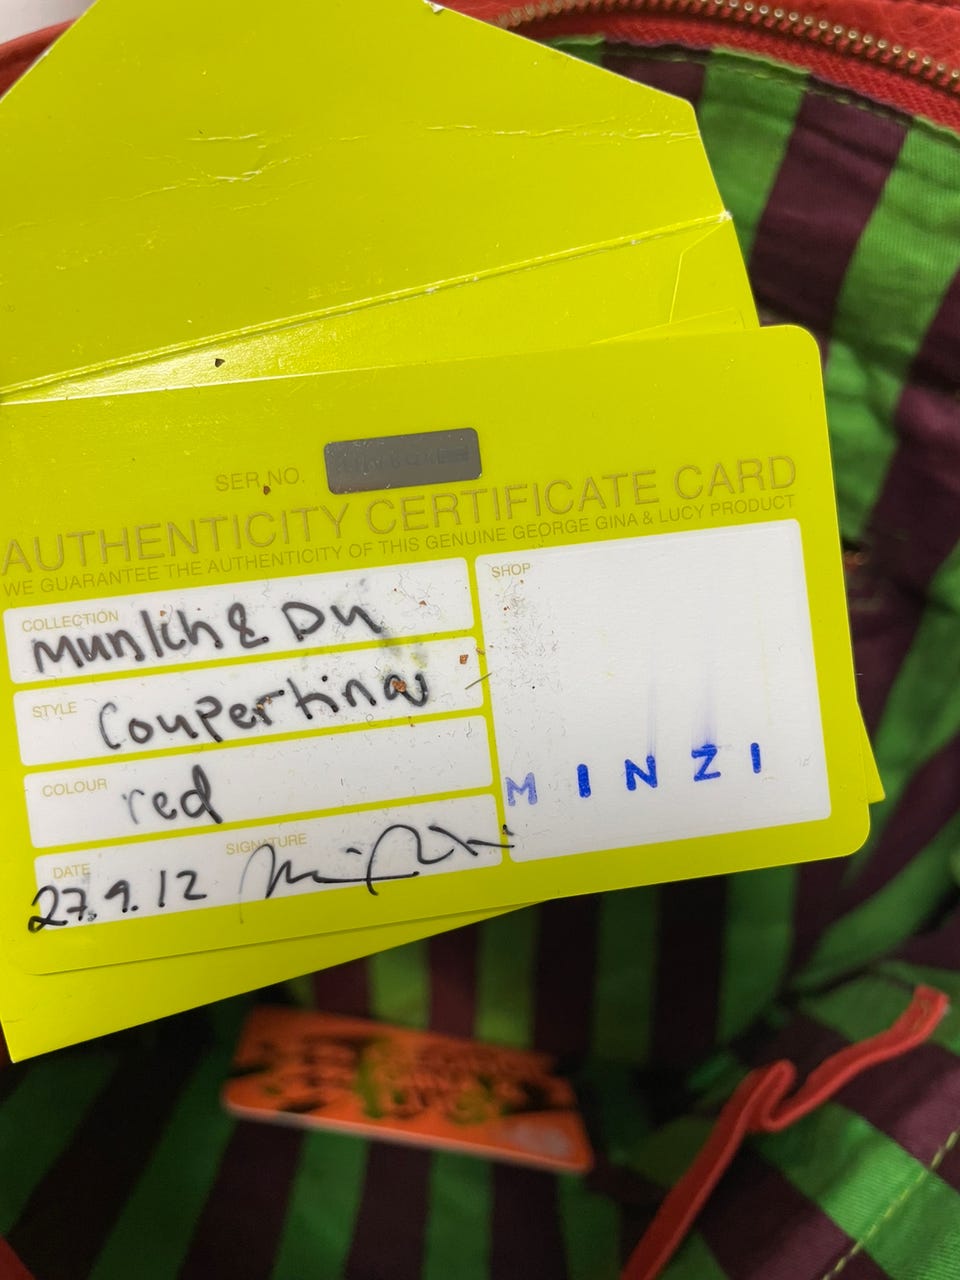 SER.NO.
AUTHENTICITY CERTIFICATE CARD
WE GUARANTEE THE AUTHENTICITY OF THIS GENUINE GEORGE GINA & LUCY PRODUCT
COLLECTION
Munich & Du
STYLE
Coupertina
COLOUR
red
DATE
27.9.12
SIGNATURE
SHOP
MINZI